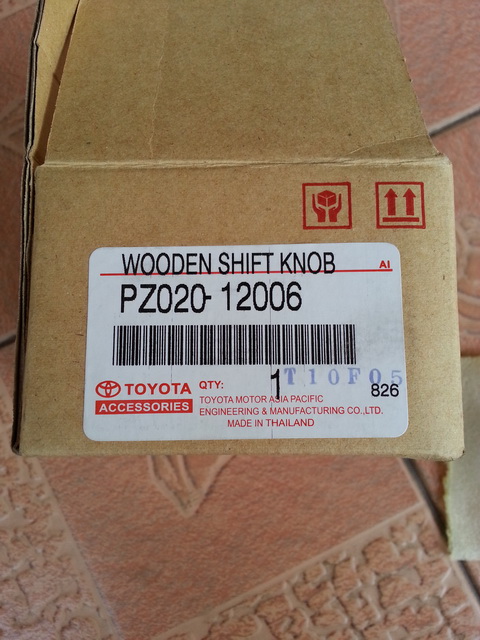 WOODEN SHIFT KNOB
AI
PZ020-12006
TOYOTA
ACCESSORIES
QTY:
1
T10F05
826
TOYOTA MOTOR ASIA PACIFIC
ENGINEERING & MANUFACTURING CO.,LTD.
MADE IN THAILAND